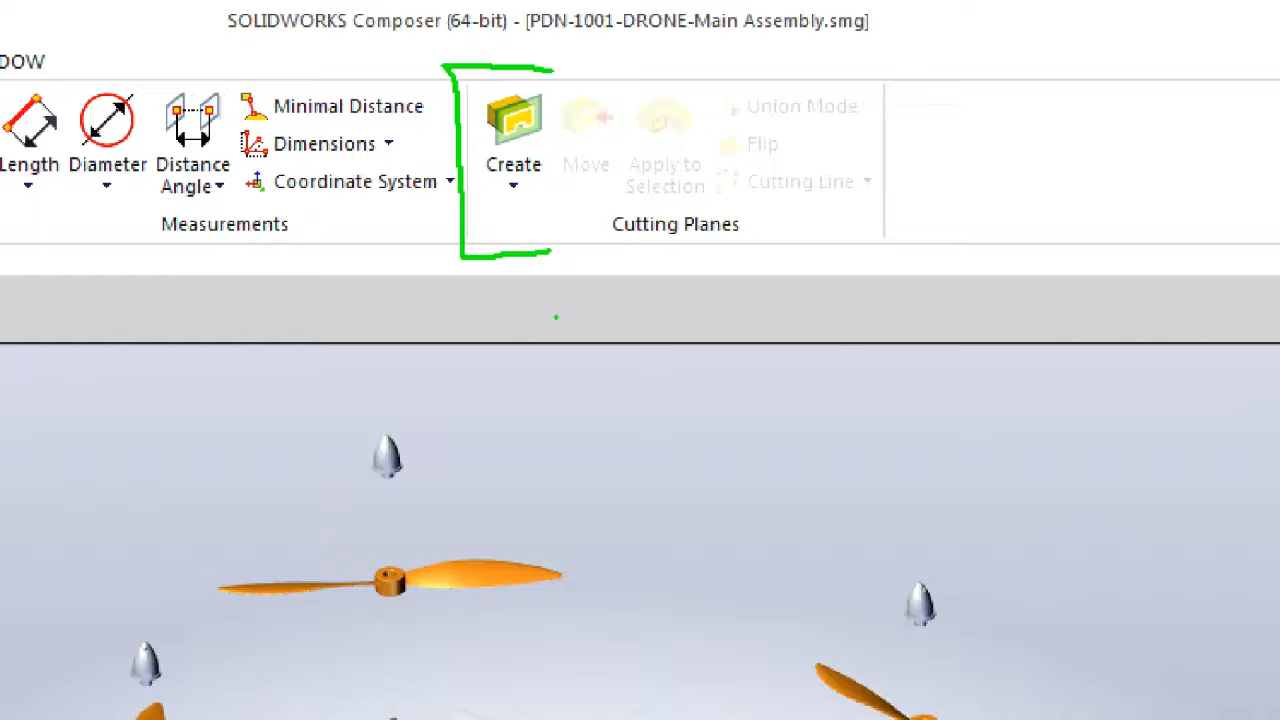 SOLIDWORKS Composer (64-bit) - [PDN-1001-DRONE-Main Assembly.smg]
DOW
Length
Diameter
Distance
Angle
Minimal Distance
Dimensions
Coordinate System
Measurements
Create
Move
Apply to
Selection
Union Mode
Flip
Cutting Line
Cutting Planes